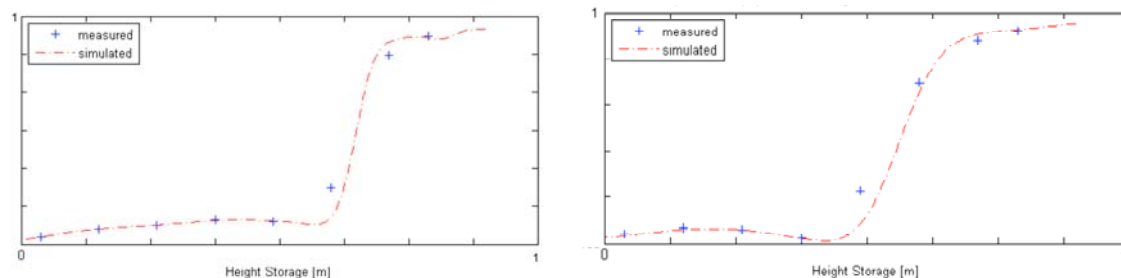 1
measured
simulated
0
1
Height Storage [m]
1
measured
simulated
0
Height Storage [m]